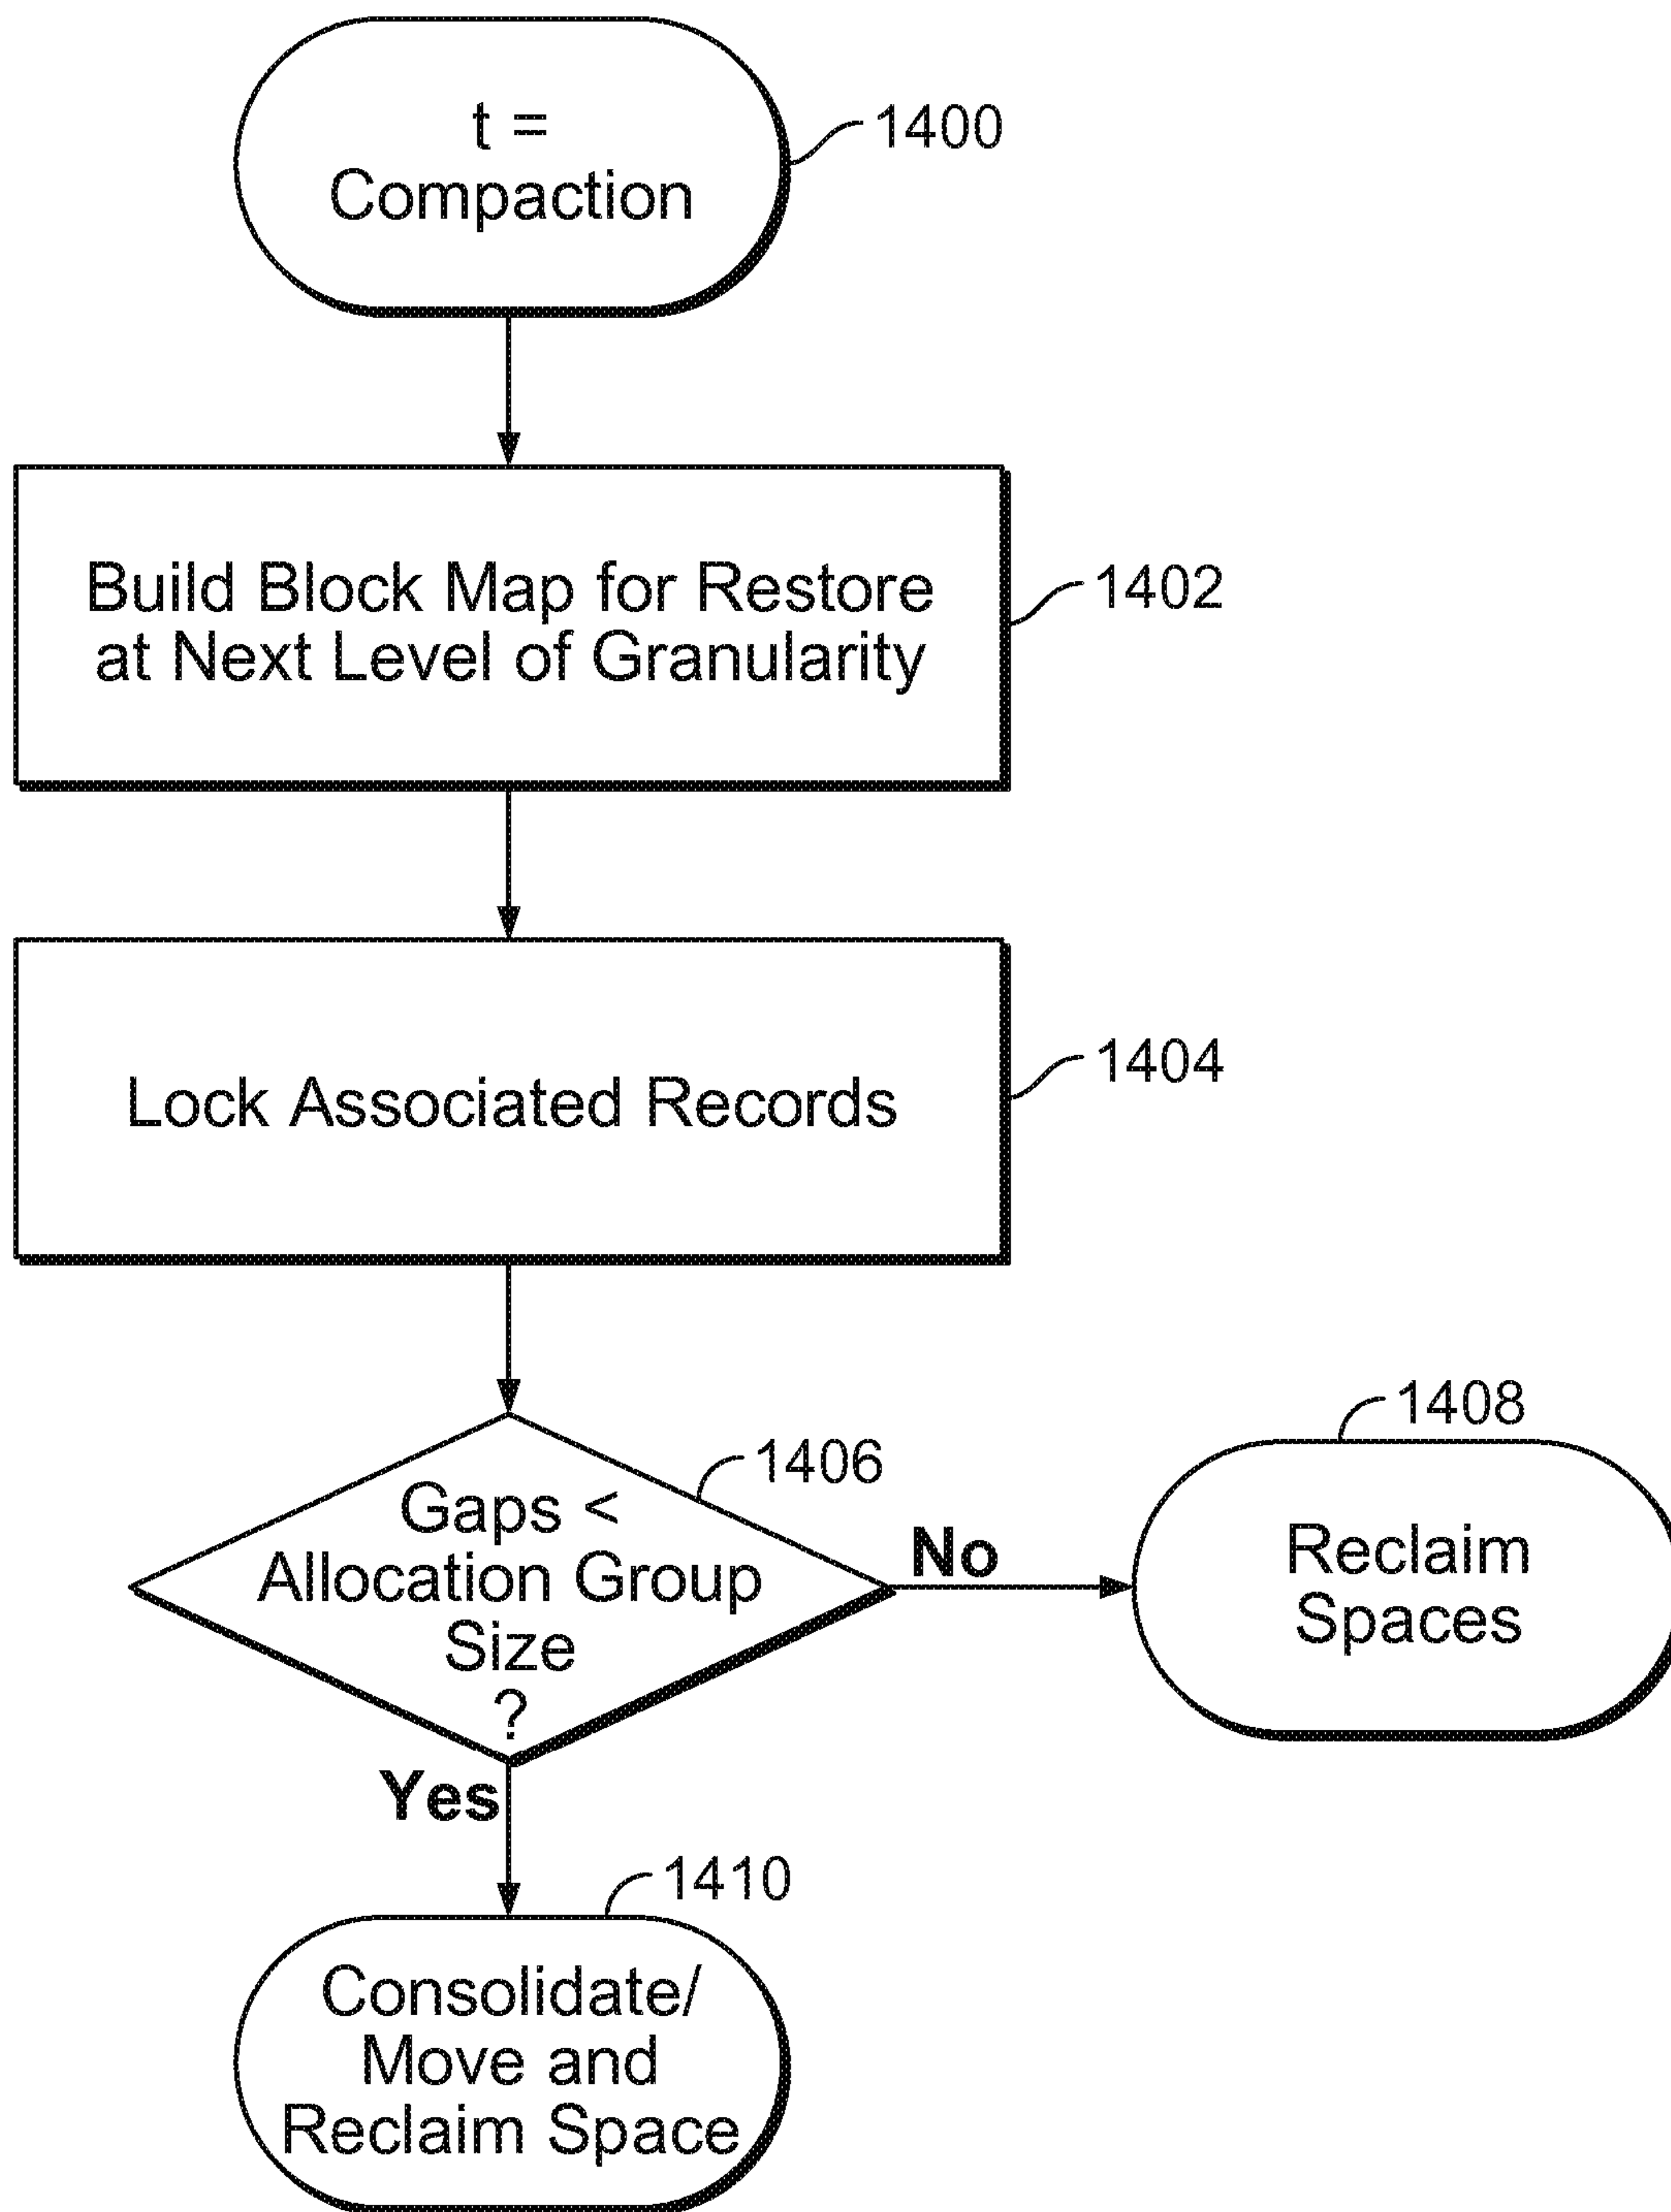 t =
Compaction
1400
Build Block Map for Restore
at Next Level of Granularity
1402
Lock Associated Records
1404
Gaps <
Allocation Group
Size
?
1406
No
1408
Reclaim
Spaces
Yes
1410
Consolidate/
Move and
Reclaim Space